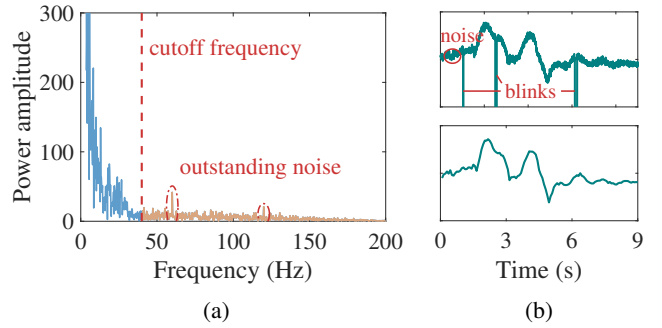 Power amplitude
300
200
100
0
cutoff frequency
outstanding noise
0
50
100
150
200
Frequency (Hz)
(a)
noise
blinks
0
3
6
9
Time (s)
(b)